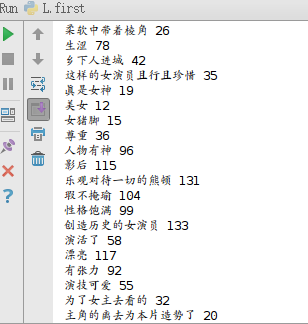 Run L.first
柔软中带着棱角 26
生涩 78
乡下人进城 42
这样的女演员且行且珍惜 35
真是女神 19
美女 12
女猪脚 15
尊重 36
人物有神 96
影后 115
乐观对待一切的熊顿 131
瑕不掩瑜 104
性格饱满 99
创造历史的女演员 133
演活了 58
漂亮 117
有张力 92
演技可爱 55
为了女主去看的 32
主角的离去为本片造势了 20